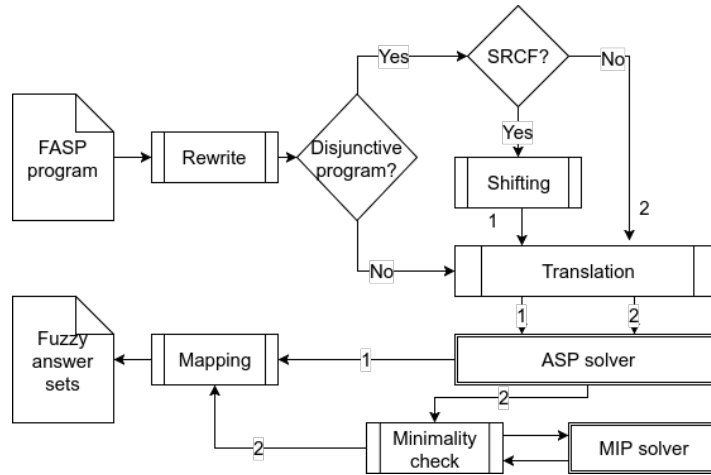 Yes
SRCF?
No
FASP
program
Rewrite
Disjunctive
program?
Yes
Shifting
1
2
No
Translation
1
2
Fuzzy
answer
sets
Mapping
1
ASP solver
2
2
Minimality
check
MIP solver